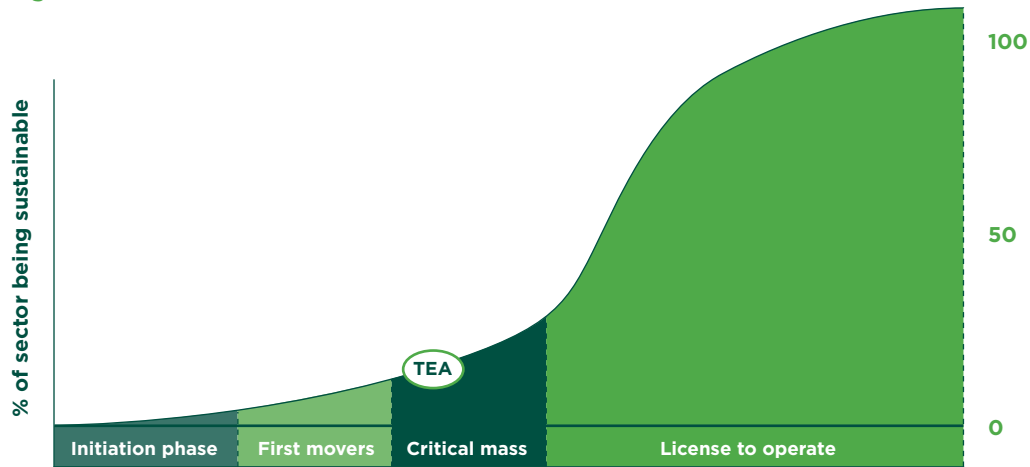 100
% of sector being sustainable
50
TEA
0
Initiation phase
First movers
Critical mass
License to operate